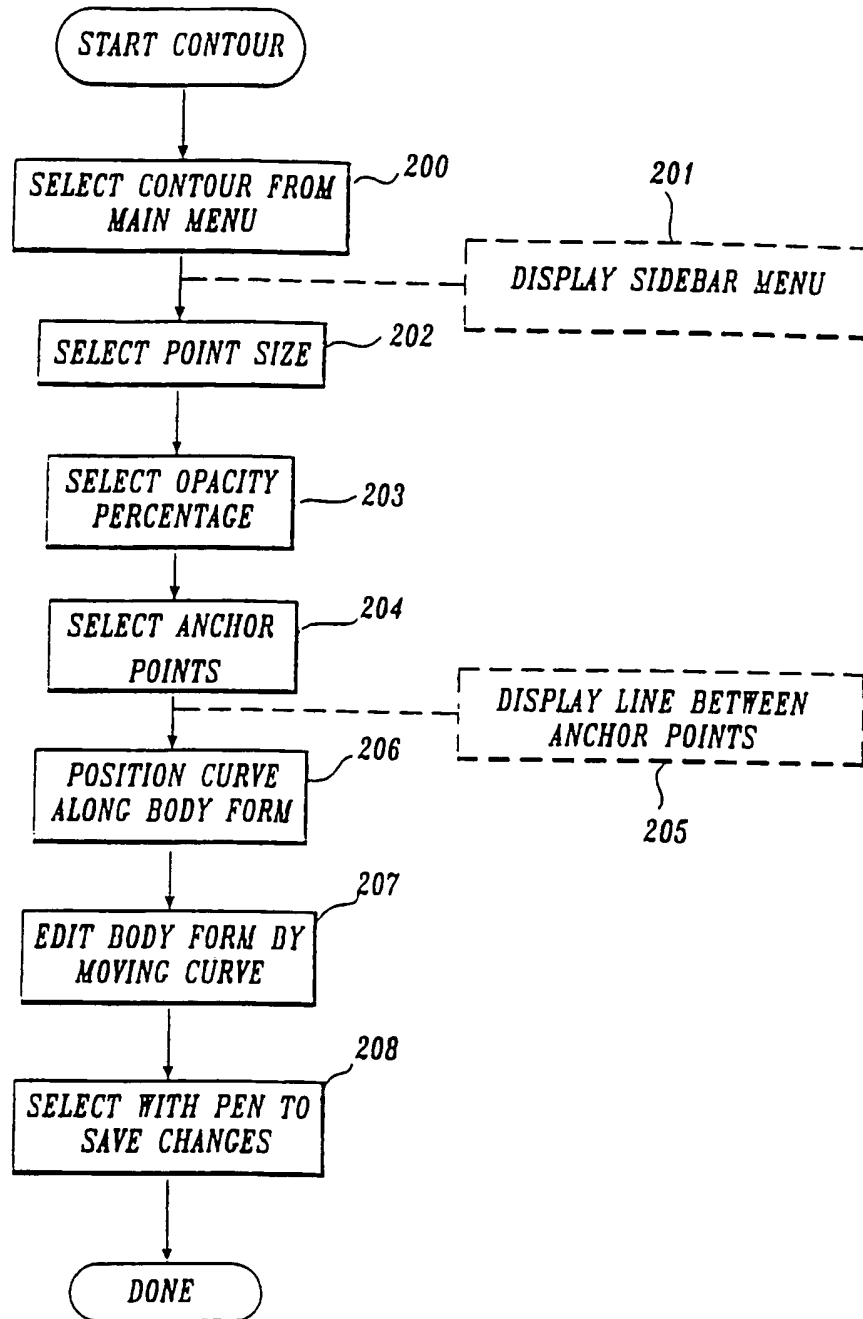 START CONTOUR
200
SELECT CONTOUR FROM
MAIN MENU
201
DISPLAY SIDEBAR MENU
SELECT POINT SIZE
202
SELECT OPACITY
PERCENTAGE
203
204
SELECT ANCHOR
POINTS
DISPLAY LINE BETWEEN
ANCHOR POINTS
205
206
POSITION CURVE
ALONG BODY FORM
207
EDIT BODY FORM BY
MOVING CURVE
208
SELECT WITH PEN TO
SAVE CHANGES
DONE